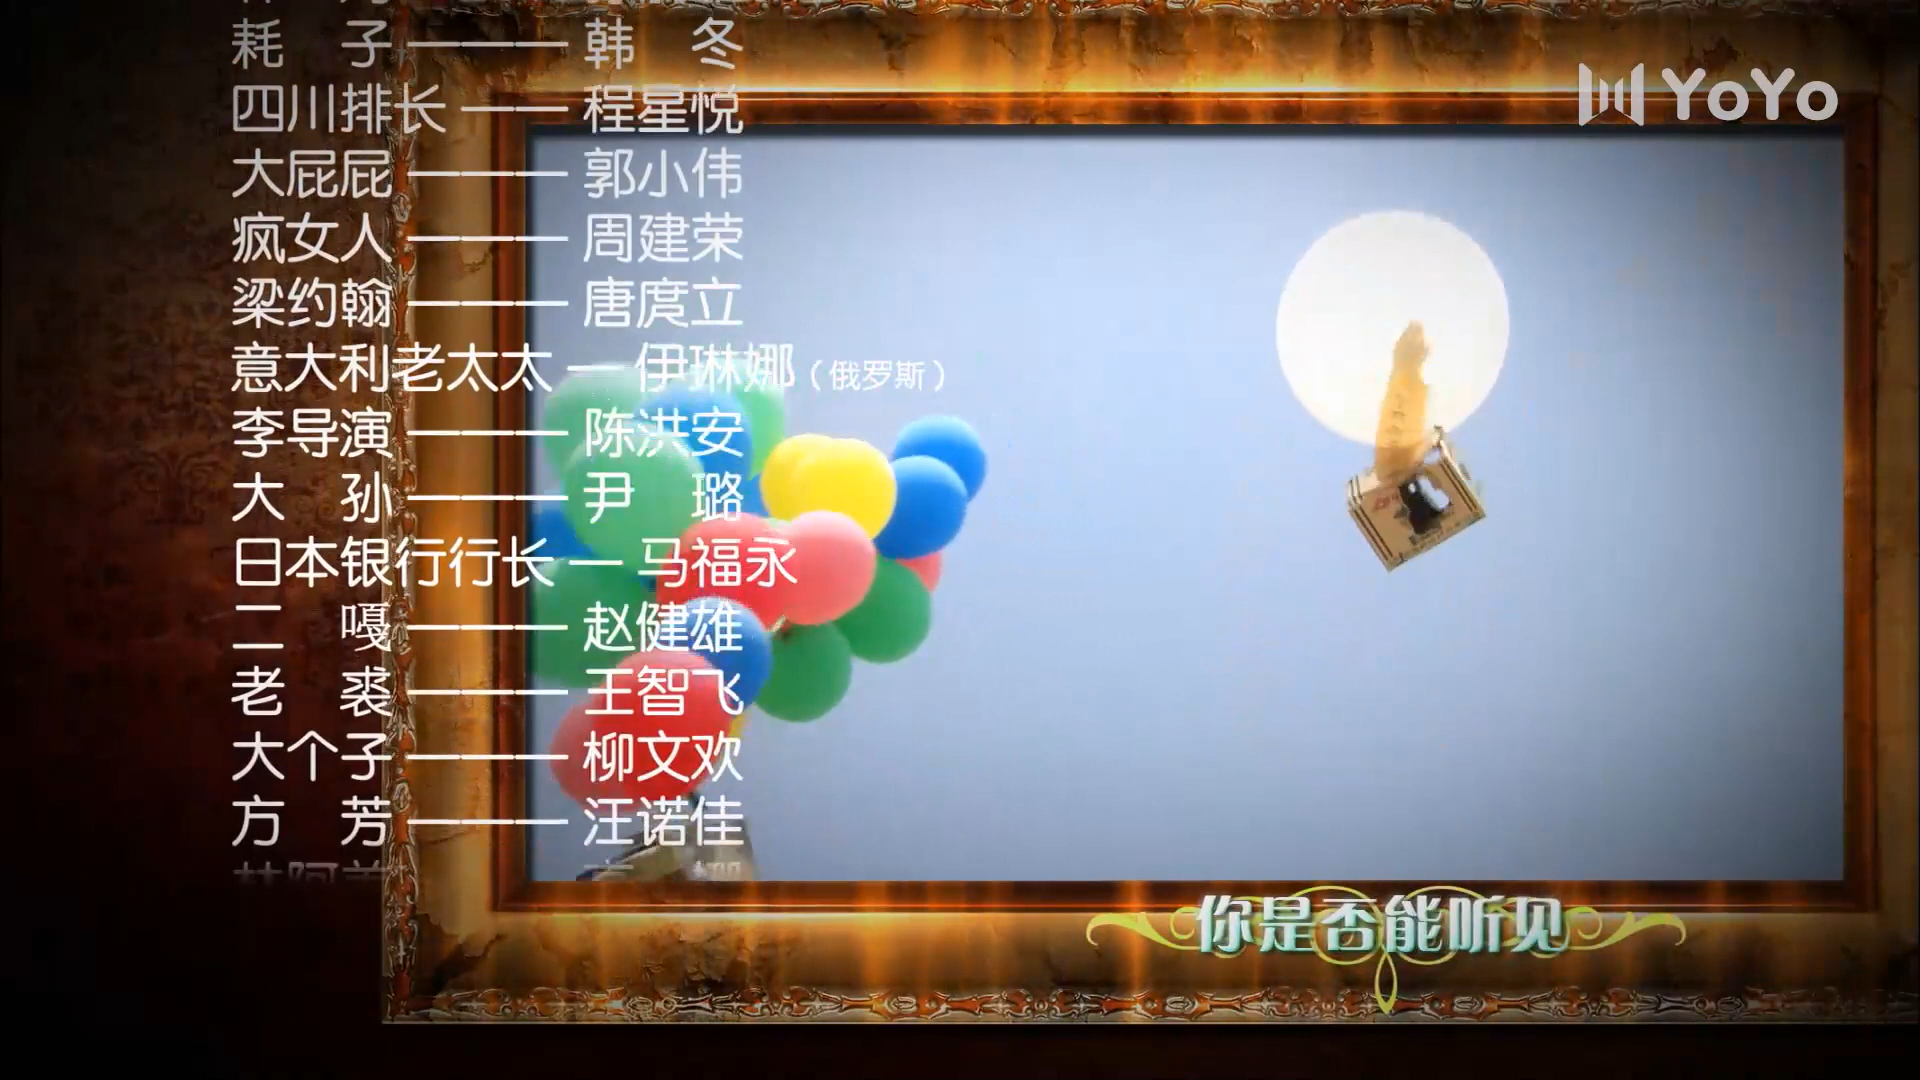 耗 子——— 韩 冬
四川排长 —— 程星悦
大屁屁——— 郭小伟
疯女人——— 周建荣
梁约翰——— 唐庹立
意大利老太太 — 伊琳娜（俄罗斯）
李导演——— 陈洪安
大 孙——— 尹 璐
日本银行行长 — 马福永
二 嘎——— 赵健雄
老 裘——— 王智飞
大个子——— 柳文欢
方 芳——— 汪诺佳
YoYo
你是否能听见